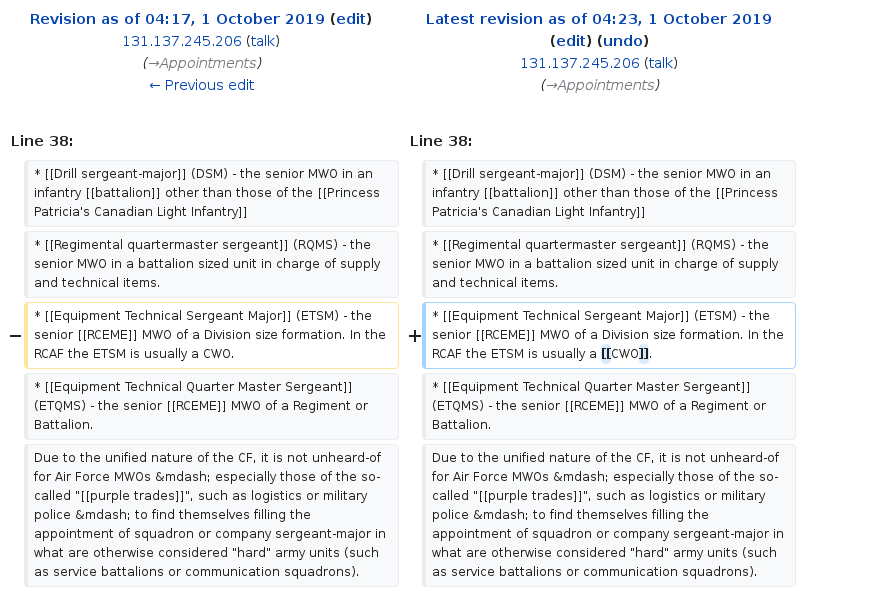 Revision as of 04:17, 1 October 2019 (edit)
131.137.245.206 (talk)
(→Appointments)
← Previous edit
Latest revision as of 04:23, 1 October 2019
(edit) (undo)
131.137.245.206 (talk)
(→Appointments)
Line 38:
Line 38:
* [[Drill sergeant-major]] (DSM) - the senior MWO in an
infantry [[battalion]] other than those of the [[Princess
Patricia's Canadian Light Infantry]]
* [[Drill sergeant-major]] (DSM) - the senior MWO in an
infantry [[battalion]] other than those of the [[Princess
Patricia's Canadian Light Infantry]]
* [[Regimental quartermaster sergeant]] (RQMS) - the
senior MWO in a battalion sized unit in charge of supply
and technical items.
* [[Regimental quartermaster sergeant]] (RQMS) - the
senior MWO in a battalion sized unit in charge of supply
and technical items.
− * [[Equipment Technical Sergeant Major]] (ETSM) - the
senior [[RCEME]] MWO of a Division size formation. In the
RCAF the ETSM is usually a CWO.
+ * [[Equipment Technical Sergeant Major]] (ETSM) - the
senior [[RCEME]] MWO of a Division size formation. In the
RCAF the ETSM is usually a [[CWO]].
* [[Equipment Technical Quarter Master Sergeant]]
(ETQMS) - the senior [[RCEME]] MWO of a Regiment or
Battalion.
* [[Equipment Technical Quarter Master Sergeant]]
(ETQMS) - the senior [[RCEME]] MWO of a Regiment or
Battalion.
Due to the unified nature of the CF, it is not unheard-of
for Air Force MWOs &mdash; especially those of the so-
called "[[purple trades]]", such as logistics or military
police &mdash; to find themselves filling the
appointment of squadron or company sergeant-major in
what are otherwise considered "hard" army units (such
as service battalions or communication squadrons).
Due to the unified nature of the CF, it is not unheard-of
for Air Force MWOs &mdash; especially those of the so-
called "[[purple trades]]", such as logistics or military
police &mdash; to find themselves filling the
appointment of squadron or company sergeant-major in
what are otherwise considered "hard" army units (such
as service battalions or communication squadrons).